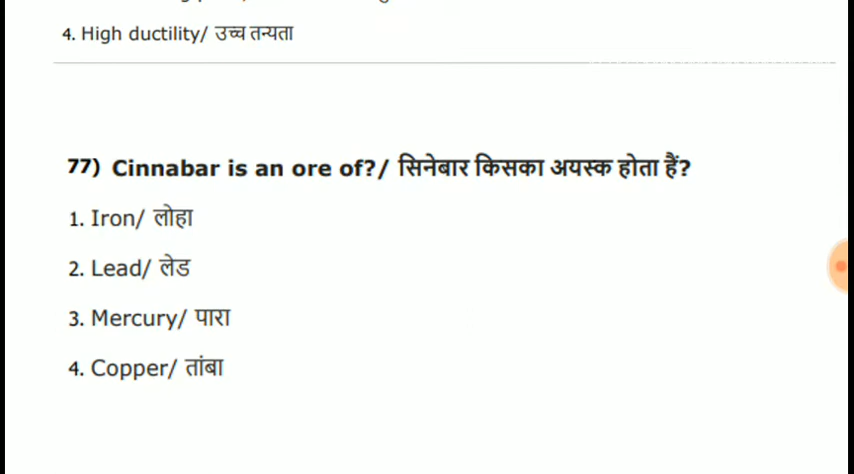 4. High ductility/ उच्च तन्यता
77) Cinnabar is an ore of?/ सिनेबार किसका अयस्क होता हैं?
1. Iron/ लोहा
2. Lead/ लेड
3. Mercury/ पारा
4. Copper/ तांबा